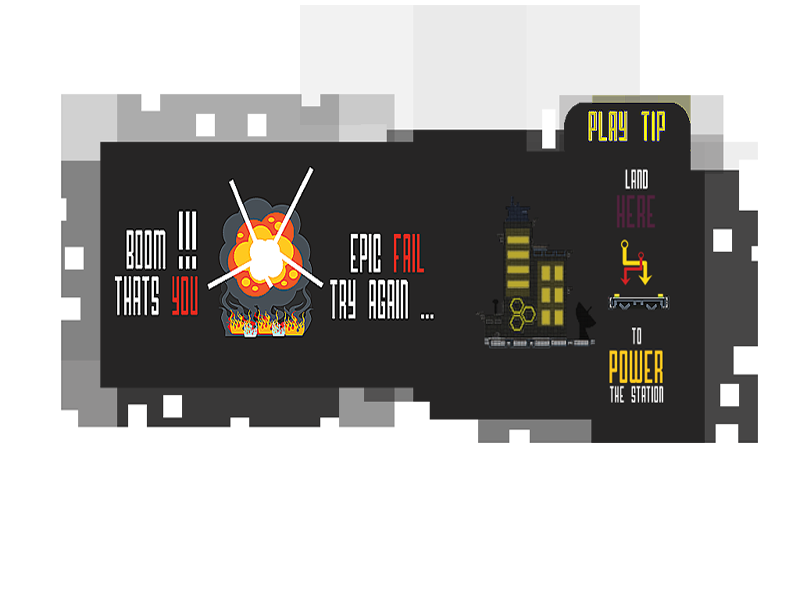 BOOM !!!
THATS YOU
EPIC FAIL
TRY AGAIN ...
PLAY TIP
LAND
HERE
TO
POWER
THE STATION